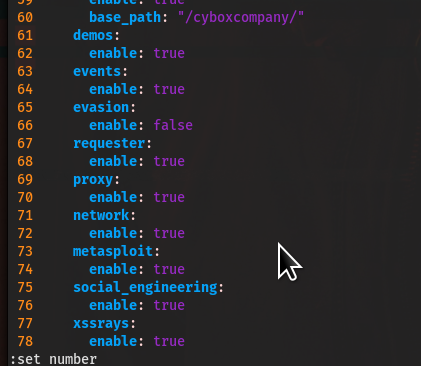 59 enable: true
60 base_path: "/cyboxcompany/"
61 demos:
62 enable: true
63 events:
64 enable: true
65 evasion:
66 enable: false
67 requester:
68 enable: true
69 proxy:
70 enable: true
71 network:
72 enable: true
73 metasploit:
74 enable: true
75 social_engineering:
76 enable: true
77 xssrays:
78 enable: true
:set number